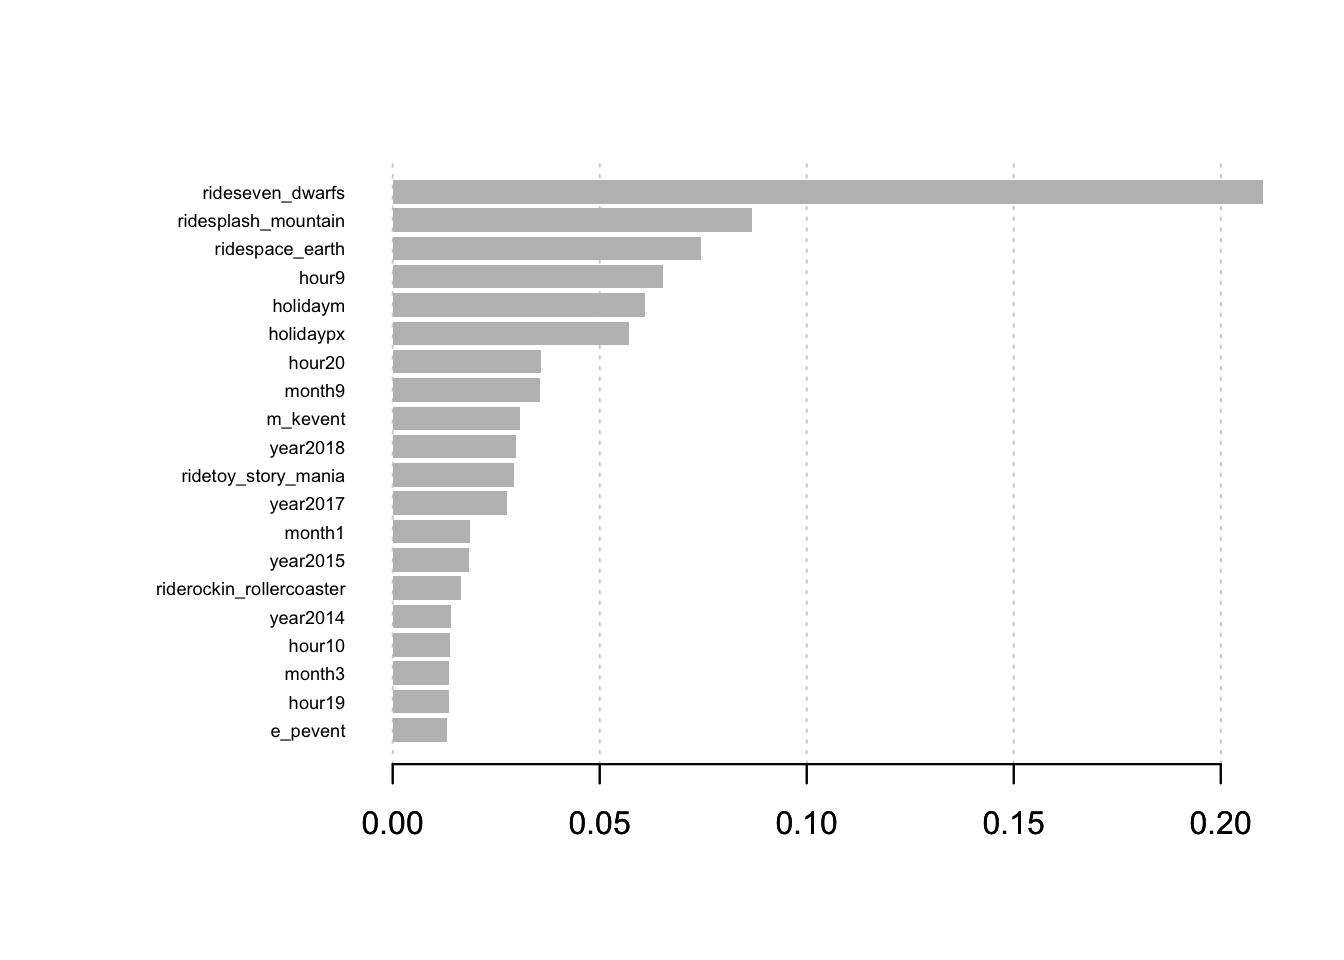 rideseven_dwarfs
ridesplash_mountain
ridespace_earth
hour9
holidaym
holidaypx
hour20
month9
m_kevent
year2018
ridetoy_story_mania
year2017
month1
year2015
riderockin_rollercoaster
year2014
hour10
month3
hour19
e_pevent
0.00 0.05 0.10 0.15 0.20